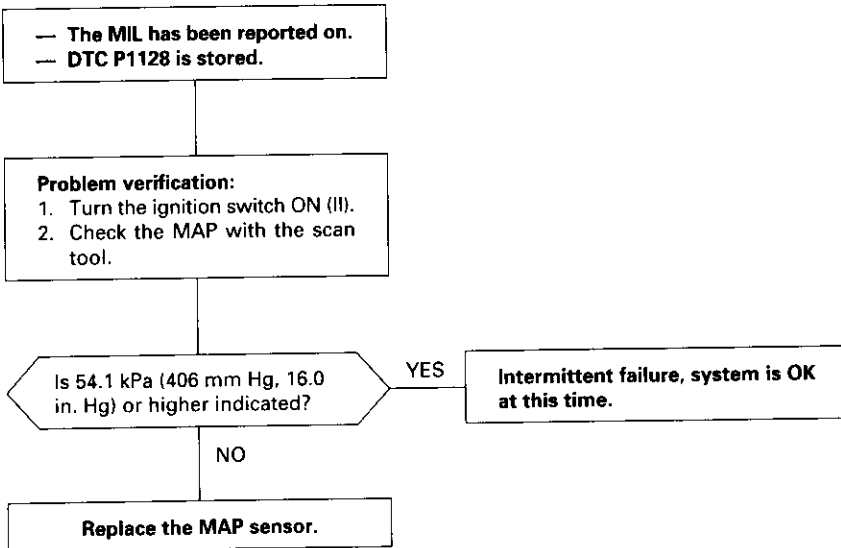 — The MIL has been reported on.
— DTC P1128 is stored.
Problem verification:
1. Turn the ignition switch ON (II).
2. Check the MAP with the scan
tool.
Is 54.1 kPa (406 mm Hg, 16.0
in. Hg) or higher indicated?
YES
Intermittent failure, system is OK
at this time.
NO
Replace the MAP sensor.